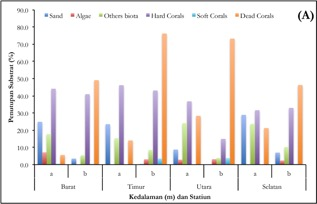 Sand Algae Others biota Hard Corals Soft Corals Dead Corals (A)
90.0
80.0
70.0
60.0
50.0
40.0
30.0
20.0
10.0
0.0
Penutupan Substrat (%)
a b a b a b a b
Barat Timur Utara Selatan
Kedalaman (m) dan Stasiun